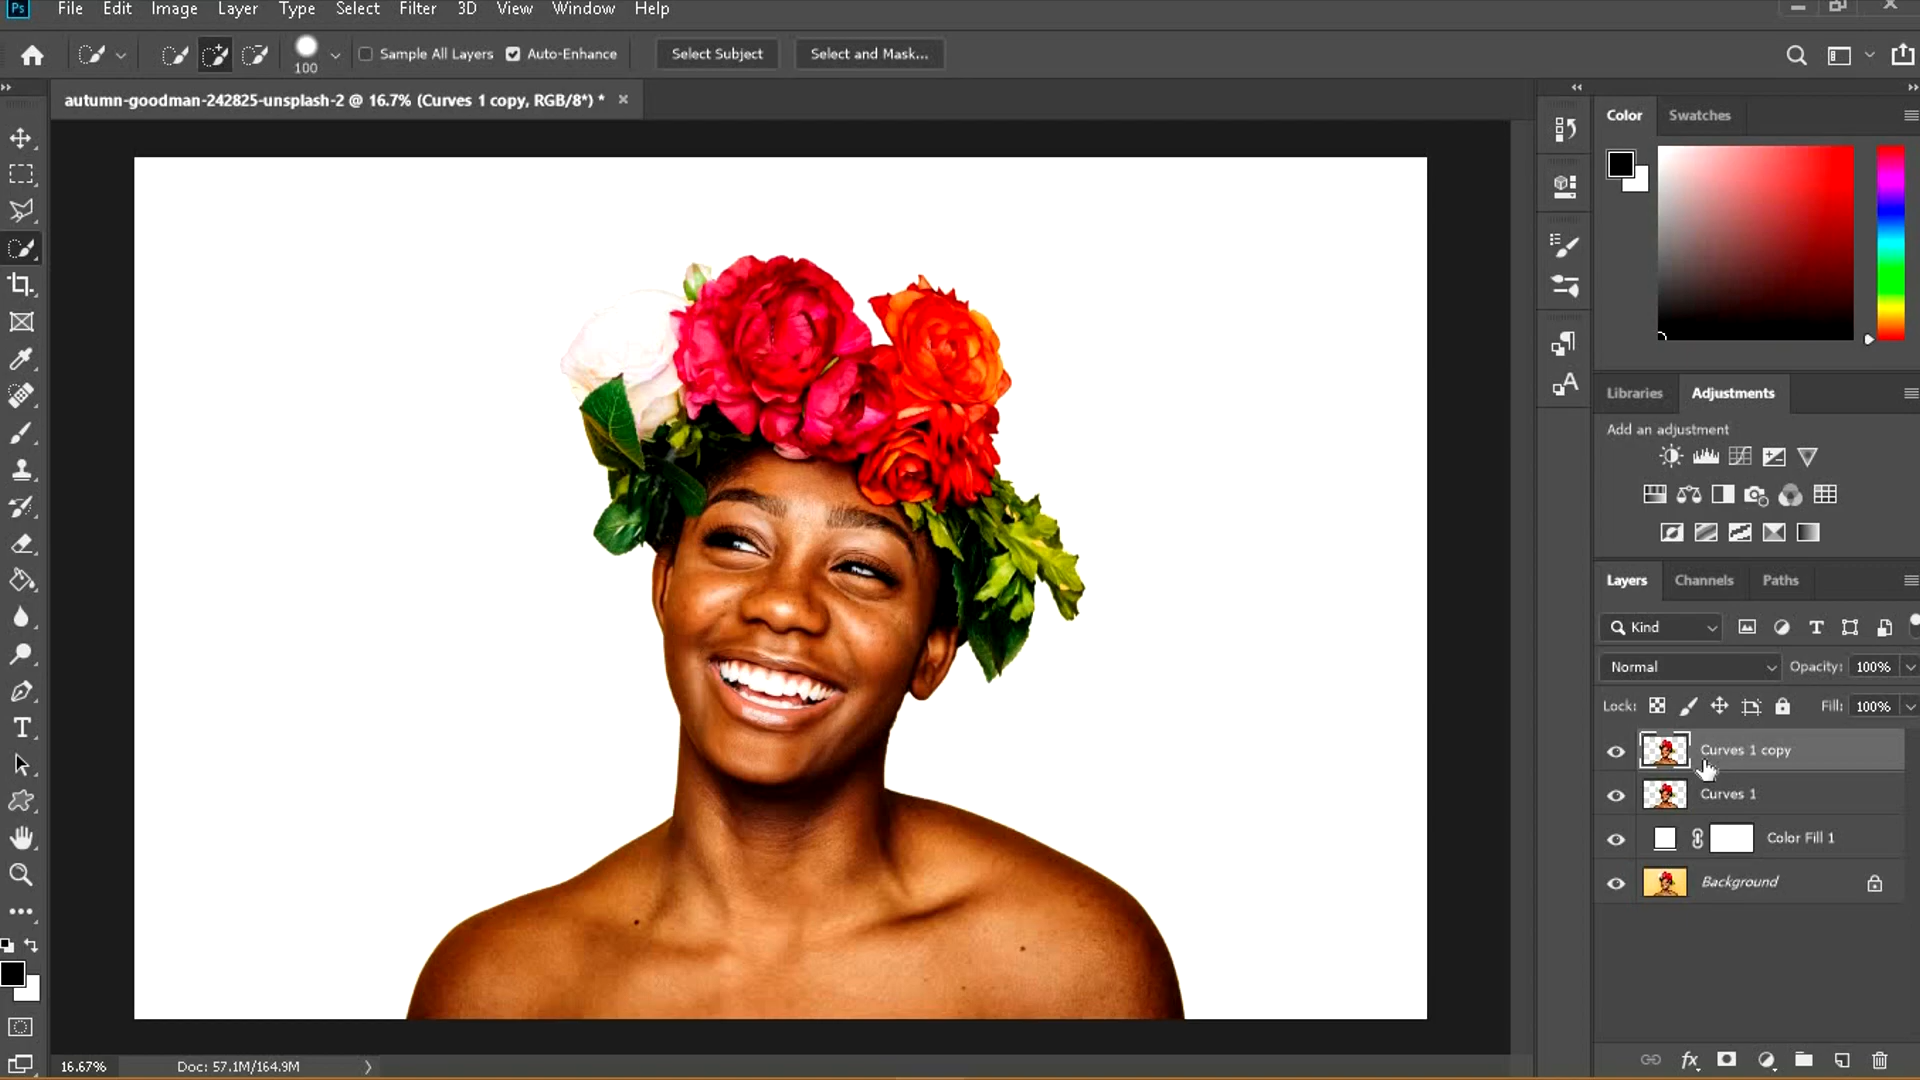 Ps File Edit Image Layer Type Select Filter 3D View Window Help
100 Sample All Layers Auto-Enhance Select Subject Select and Mask...
autumn-goodman-242825-unsplash-2 @ 16.7% (Curves 1 copy, RGB/8*) * ×
Color Swatches
Libraries Adjustments
Add an adjustment
Layers Channels Paths
Kind
Normal Opacity: 100%
Lock: Fill: 100%
Curves 1 copy
Curves 1
Color Fill 1
Background
16.67% Doc: 57.1M/164.9M